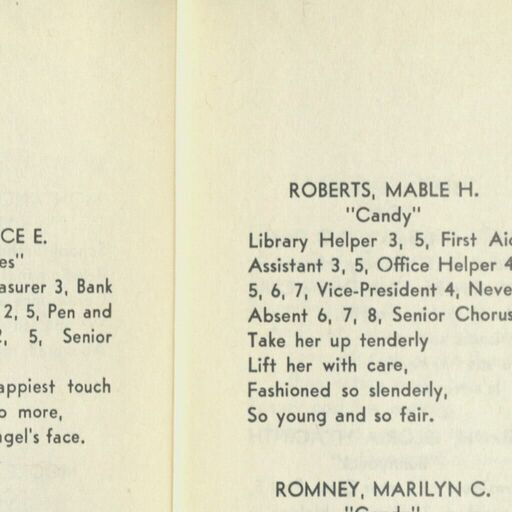 CE E.
es"
asurer 3, Bank
2, 5, Pen and
2, 5, Senior
appiest touch
o more,
ngel's face.
ROBERTS, MABLE H.
"Candy"
Library Helper 3, 5, First Aid
Assistant 3, 5, Office Helper 4
5, 6, 7, Vice-President 4, Neve
Absent 6, 7, 8, Senior Chorus
Take her up tenderly
Lift her with care,
Fashioned so slenderly,
So young and so fair.
ROMNEY, MARILYN C.
"Candy"